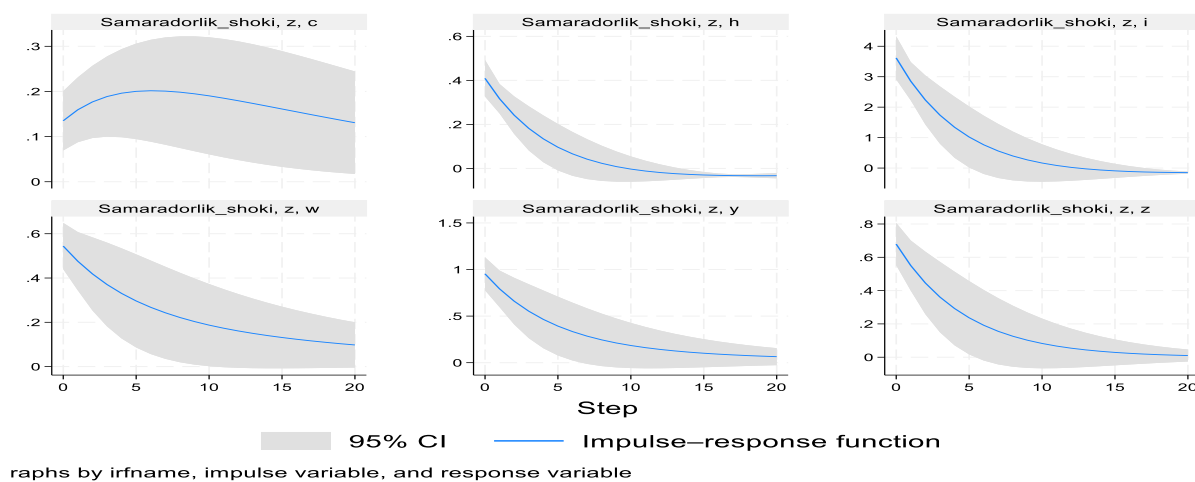 Samaradorlik_shoki, z, c
Samaradorlik_shoki, z, h
Samaradorlik_shoki, z, i
.3
.2
.1
0
.6
.4
.2
0
4
3
2
1
0
Samaradorlik_shoki, z, w
Samaradorlik_shoki, z, y
Samaradorlik_shoki, z, z
.6
.4
.2
0
1.5
1
.5
0
.8
.6
.4
.2
0
0 5 10 15 20
0 5 10 15 20
0 5 10 15 20
Step
95% CI
Impulse–response function
raphs by irfname, impulse variable, and response variable